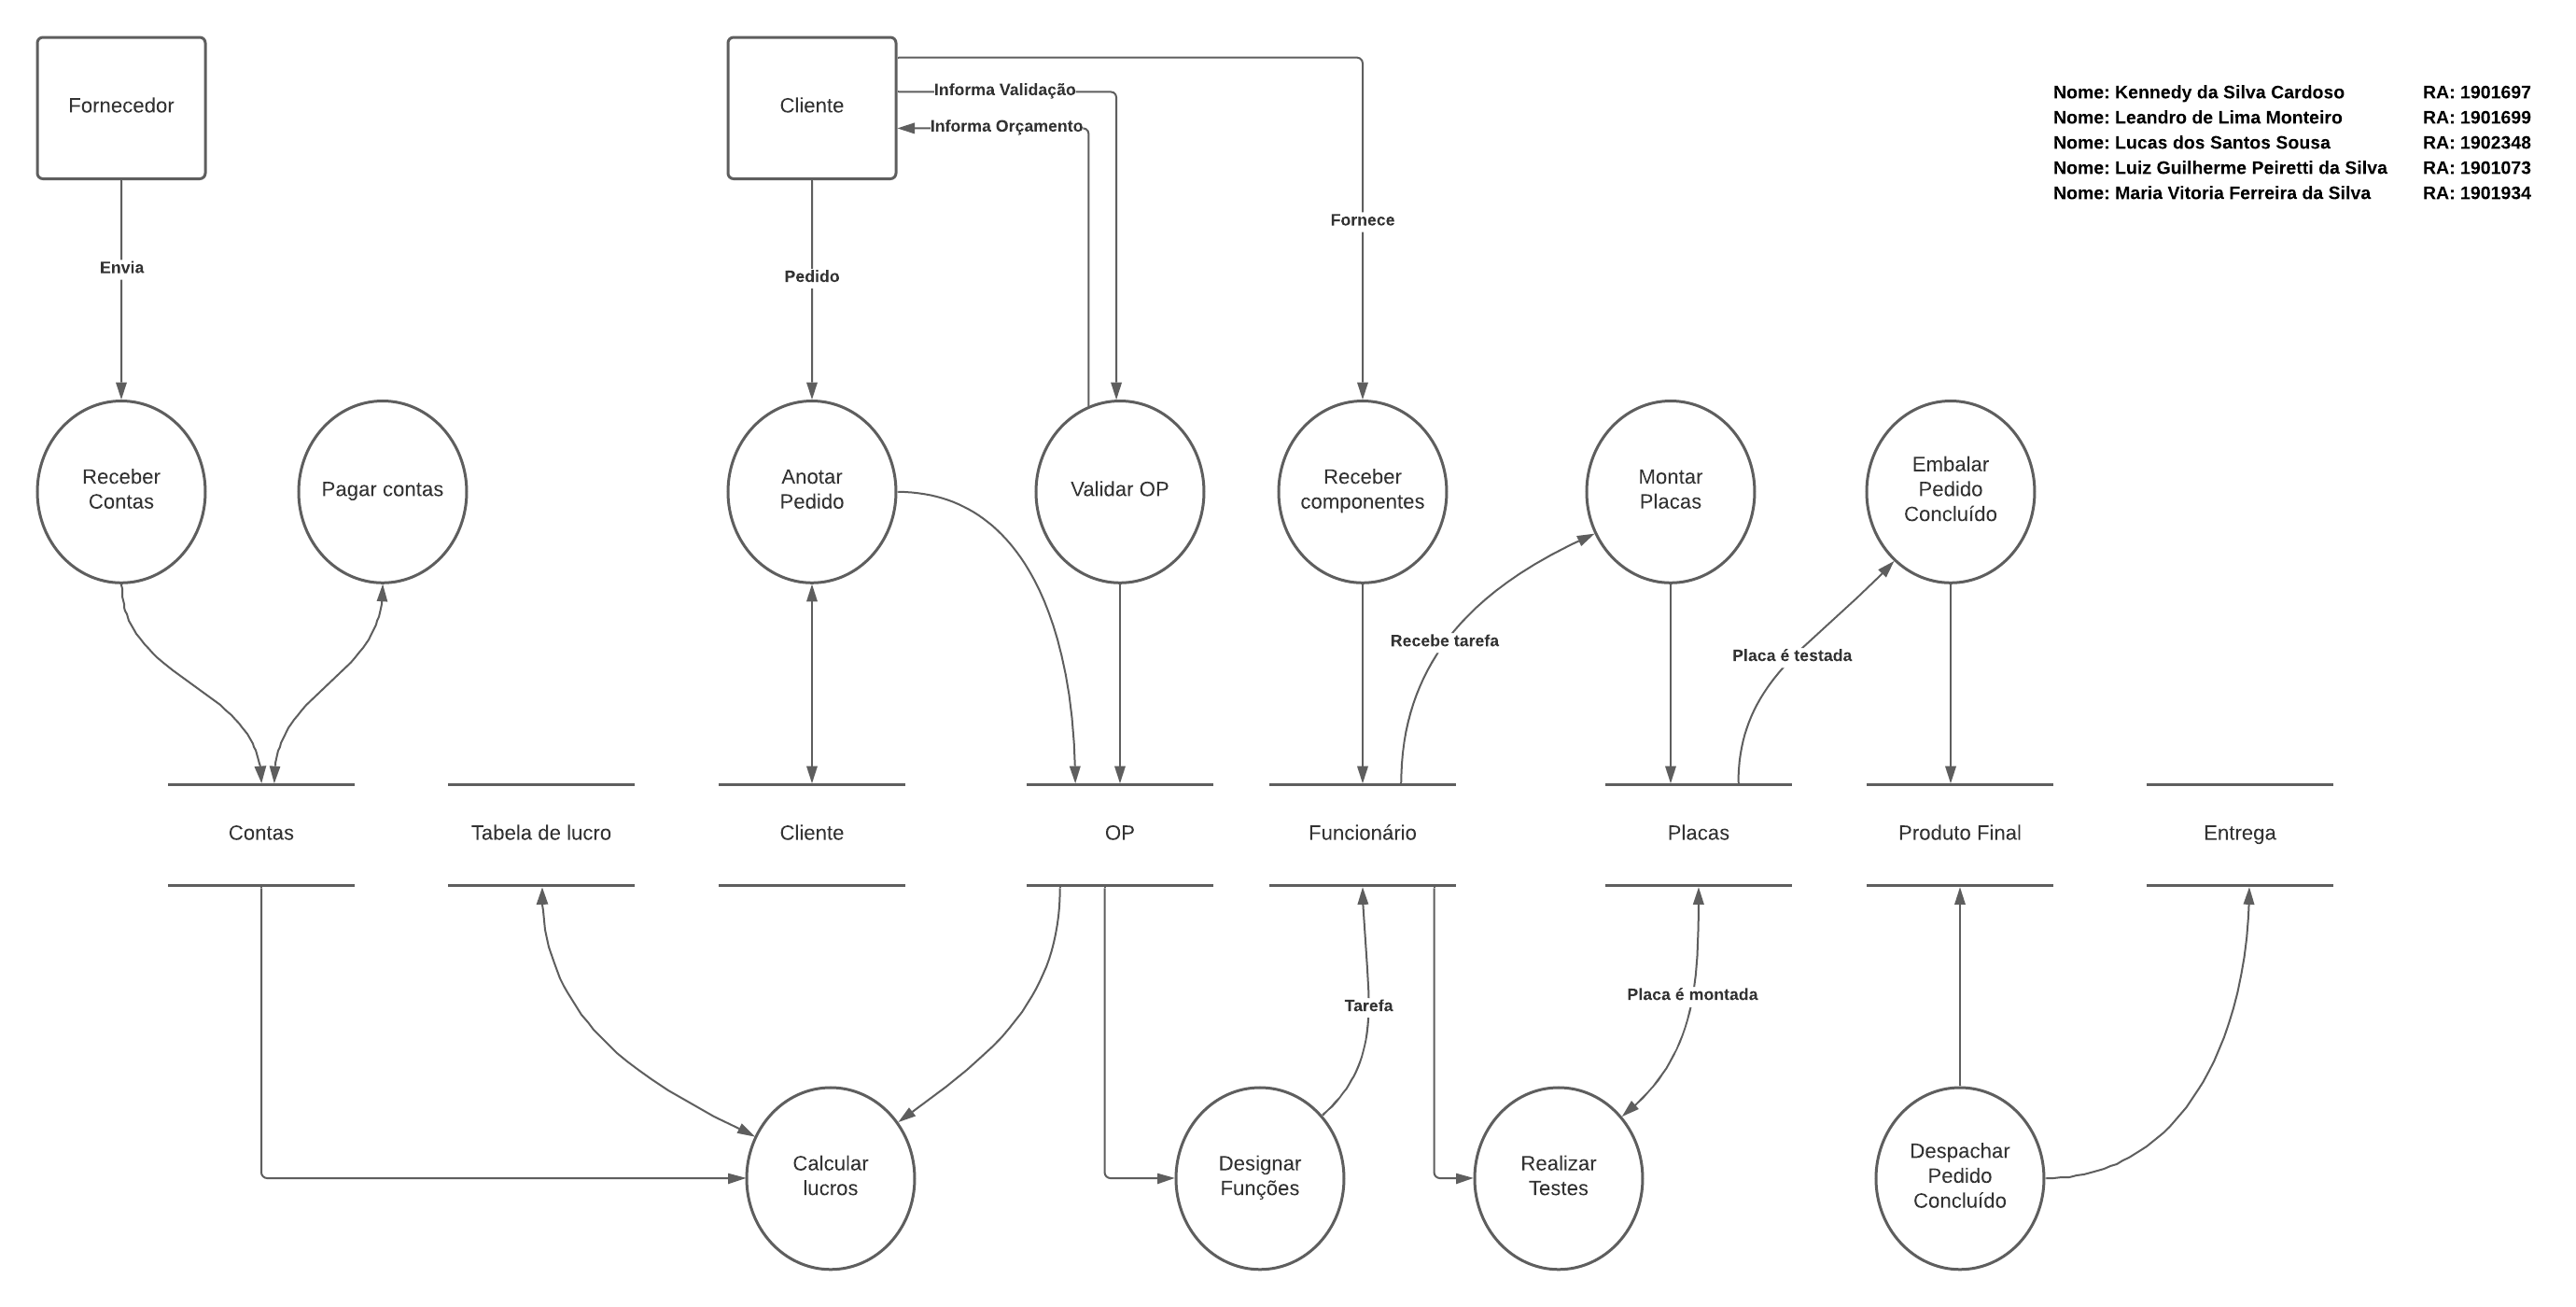 Fornecedor
Cliente
Informa Validação
Informa Orçamento
Nome: Kennedy da Silva Cardoso RA: 1901697
Nome: Leandro de Lima Monteiro RA: 1901699
Nome: Lucas dos Santos Sousa RA: 1902348
Nome: Luiz Guilherme Peiretti da Silva RA: 1901073
Nome: Maria Vitoria Ferreira da Silva RA: 1901934
Envia
Pedido
Fornece
Receber
Contas
Pagar contas
Anotar
Pedido
Validar OP
Receber
componentes
Montar
Placas
Embalar
Pedido
Concluído
Recebe tarefa
Placa é testada
Contas
Tabela de lucro
Cliente
OP
Funcionário
Placas
Produto Final
Entrega
Tarefa
Placa é montada
Calcular
lucros
Designar
Funções
Realizar
Testes
Despachar
Pedido
Concluído